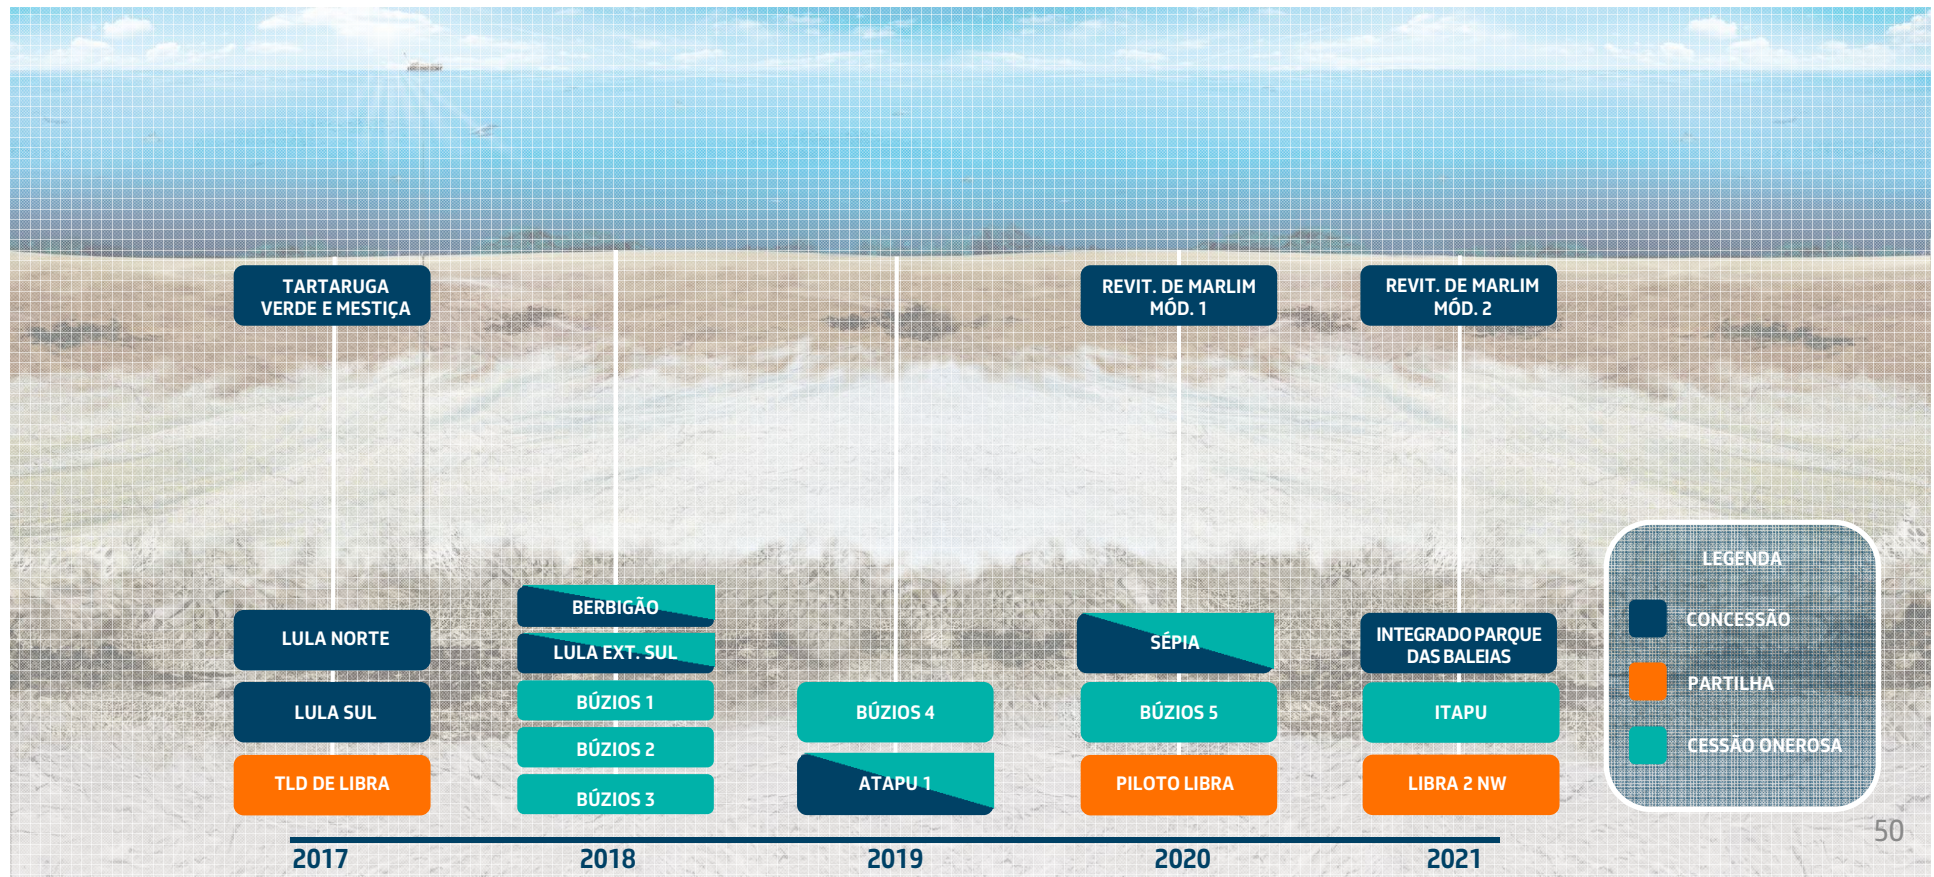 TARTARUGA
VERDE E MESTIÇA
REVIT. DE MARLIM
MÓD. 1
REVIT. DE MARLIM
MÓD. 2
LULA NORTE
LULA SUL
TLD DE LIBRA
BERBIGÃO
LULA EXT. SUL
BÚZIOS 1
BÚZIOS 2
BÚZIOS 3
BÚZIOS 4
ATAPU 1
SÉPIA
BÚZIOS 5
PILOTO LIBRA
INTEGRADO PARQUE
DAS BALEIAS
ITAPU
LIBRA 2 NW
LEGENDA
CONCESSÃO
PARTILHA
CESSÃO ONEROSA
2017
2018
2019
2020
2021
50